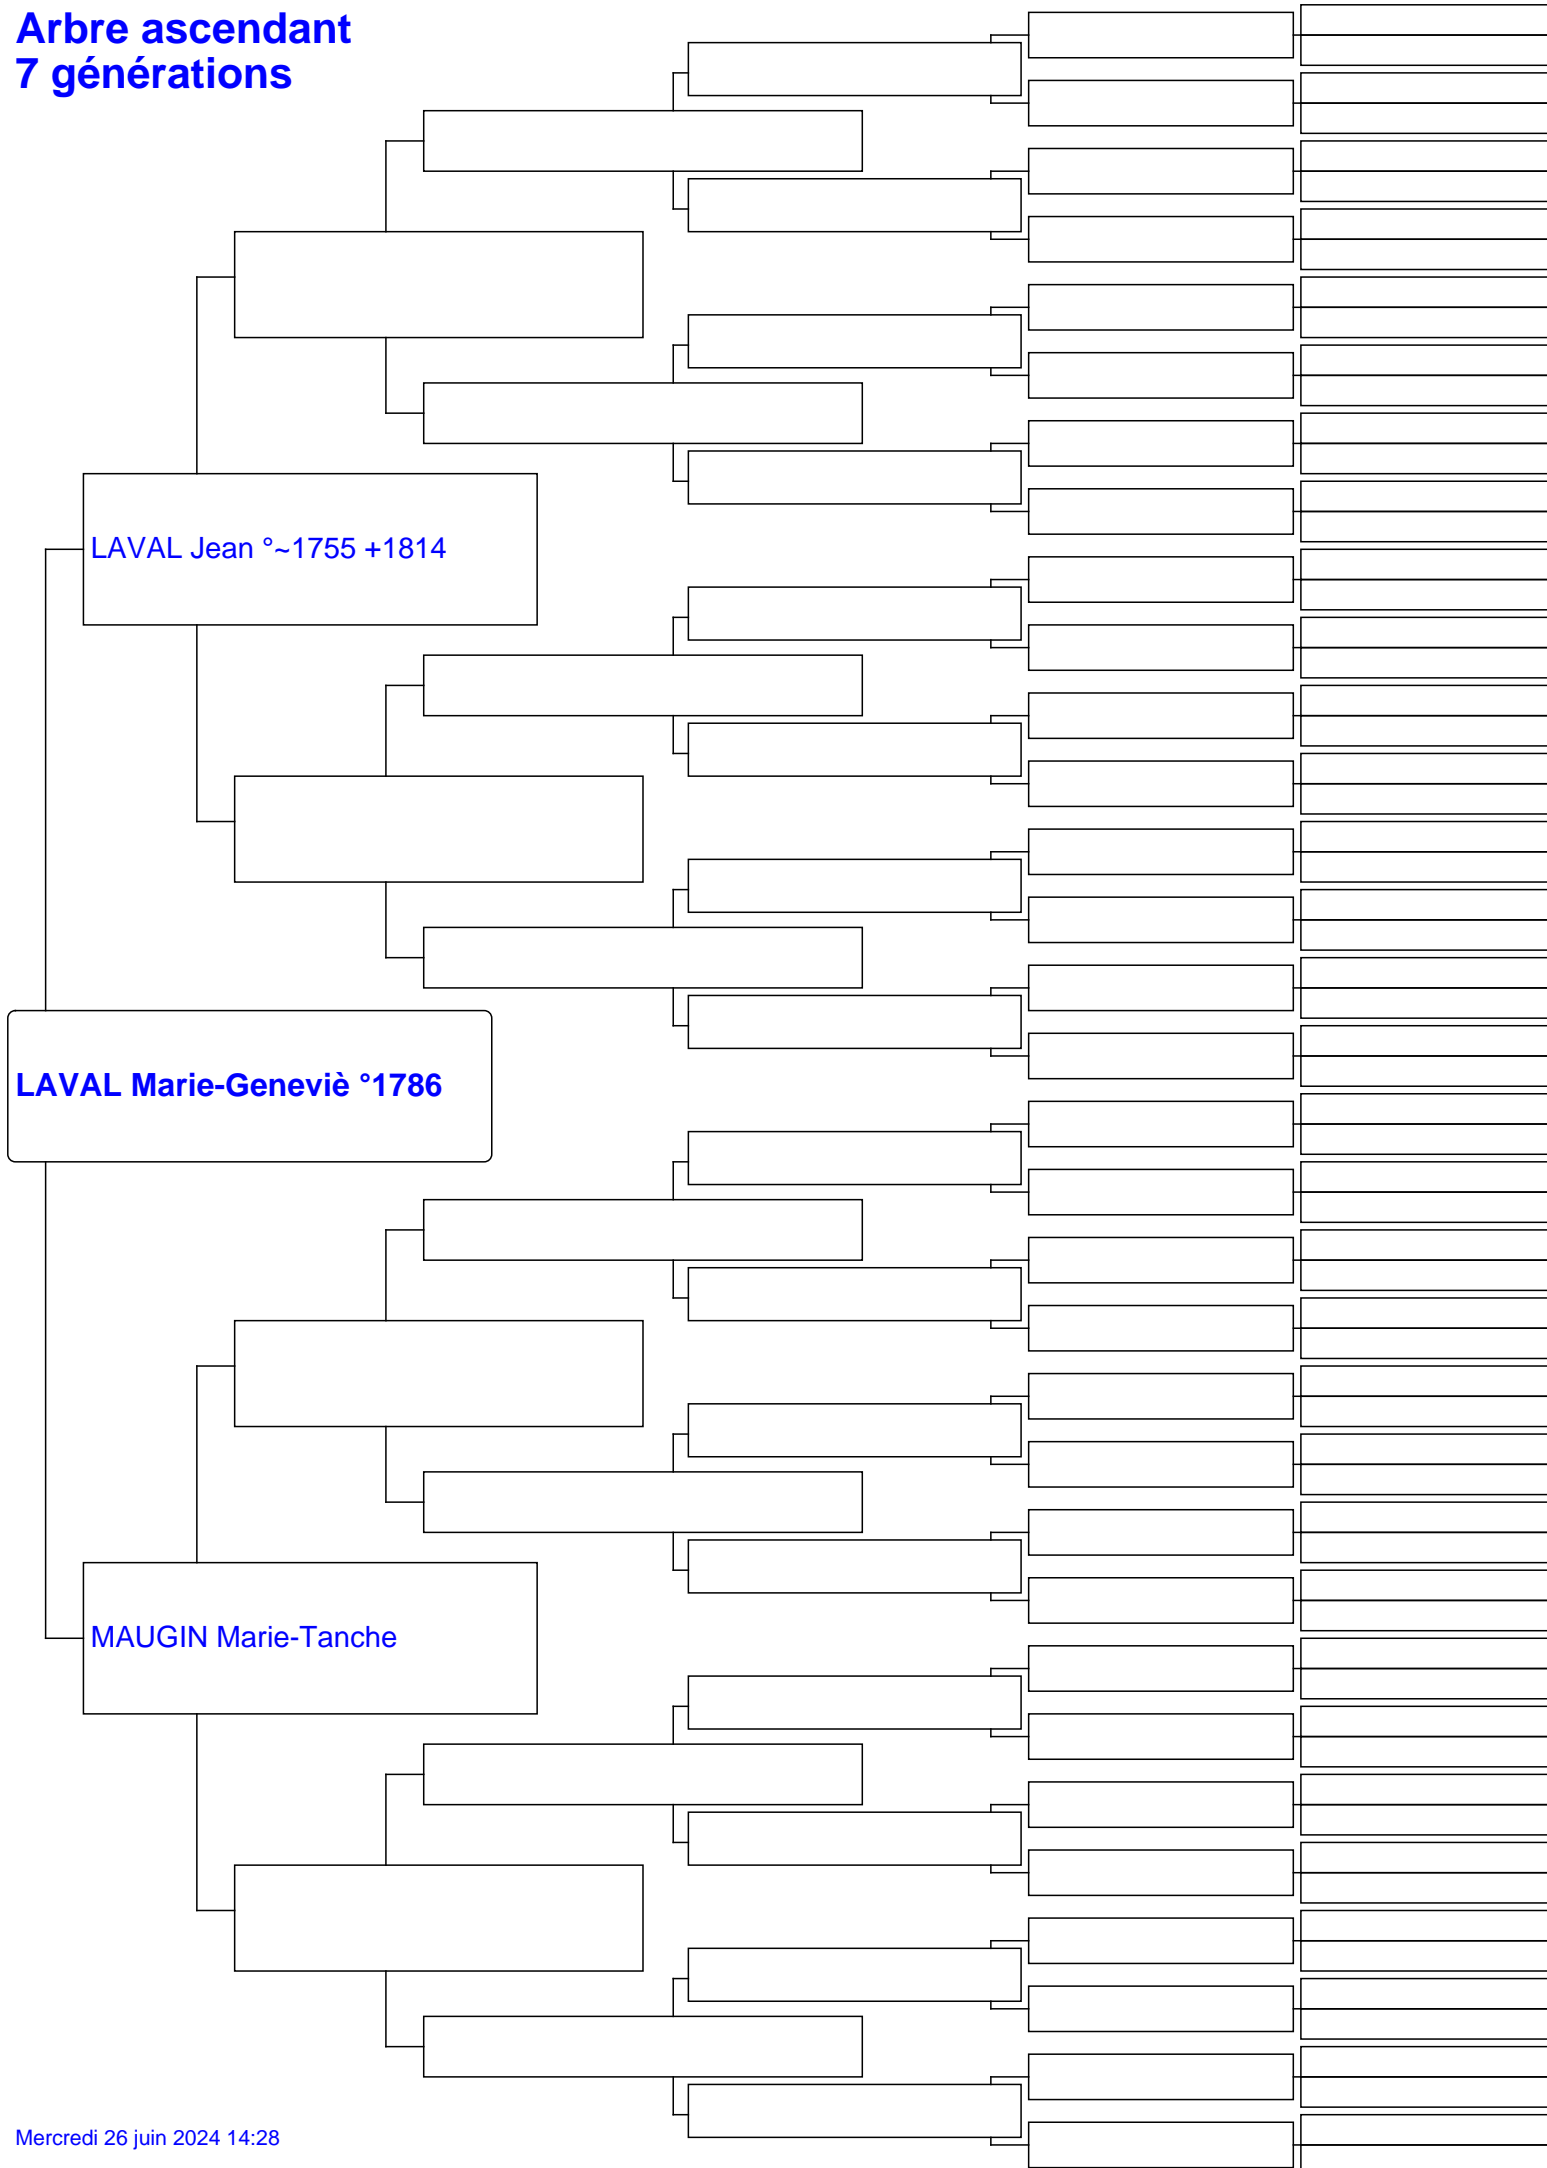 Arbre ascendant
7 générations
LAVAL Jean °~1755 +1814
LAVAL Marie-Geneviè °1786
MAUGIN Marie-Tanche
Mercredi 26 juin 2024 14:28